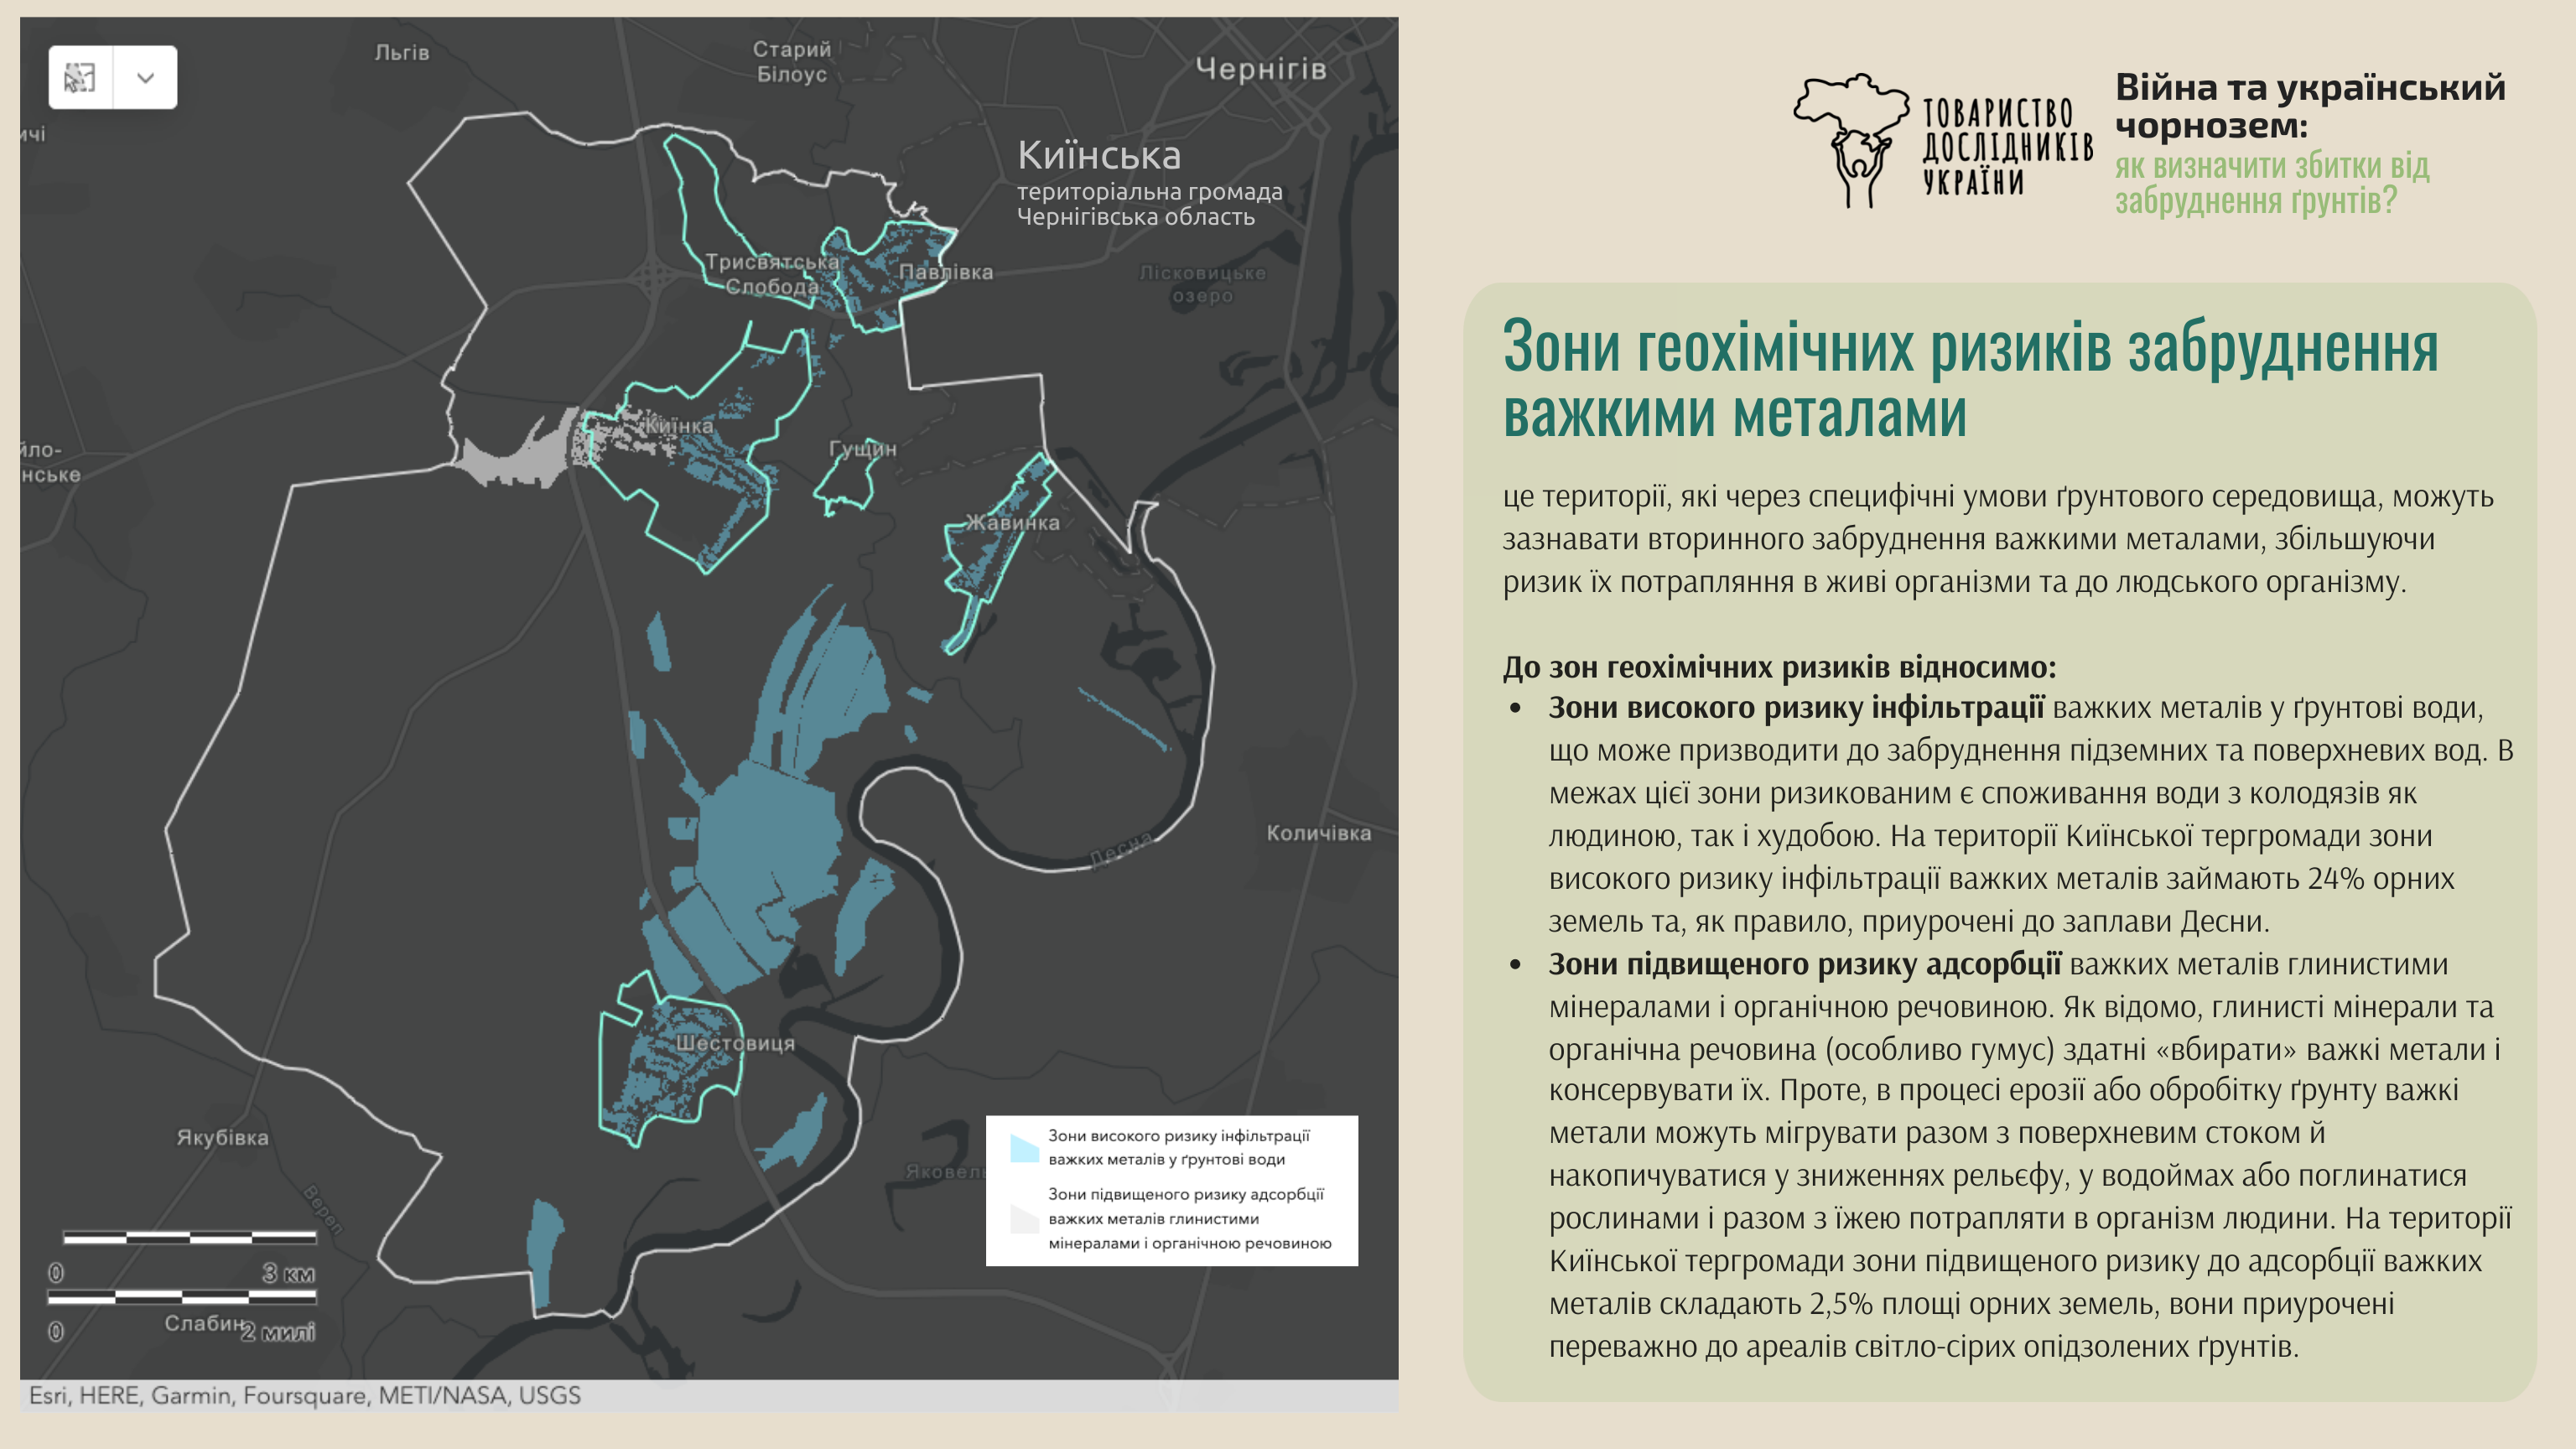 Льгів
Старий
Білоус
Чернігів
Київська
територіальна громада
Чернігівська область
Трисвятська
Слобода
Павлівка
Лісковицьке
озеро
Киїнка
Гущин
Жавинка
Десна
Количівка
Шестовиця
Якубівка
Вереп
Слабин
0 3 км
0 2 милі
Зони високого ризику інфільтрації
важких металів у ґрунтові води
Зони підвищеного ризику адсорбції
важких металів глинистими
мінералами і органічною речовиною
Esri, HERE, Garmin, Foursquare, METI/NASA, USGS
ТОВАРИСТВО
ДОСЛІДНИКІВ
УКРАЇНИ
Війна та український
чорнозем:
як визначити збитки від
забруднення ґрунтів?
Зони геохімічних ризиків забруднення
важкими металами
це території, які через специфічні умови ґрунтового середовища, можуть
зазнавати вторинного забруднення важкими металами, збільшуючи
ризик їх потрапляння в живі організми та до людського організму.
До зон геохімічних ризиків відносимо:
• Зони високого ризику інфільтрації важких металів у ґрунтові води,
що може призводити до забруднення підземних та поверхневих вод. В
межах цієї зони ризикованим є споживання води з колодязів як
людиною, так і худобою. На території Київської тергромади зони
високого ризику інфільтрації важких металів займають 24% орних
земель та, як правило, приурочені до заплави Десни.
• Зони підвищеного ризику адсорбції важких металів глинистими
мінералами і органічною речовиною. Як відомо, глинисті мінерали та
органічна речовина (особливо гумус) здатні «вбирати» важкі метали і
консервувати їх. Проте, в процесі ерозії або обробітку ґрунту важкі
метали можуть мігрувати разом з поверхневим стоком й
накопичуватися у зниженнях рельєфу, у водоймах або поглинатися
рослинами і разом з їжею потрапляти в організм людини. На території
Київської тергромади зони підвищеного ризику до адсорбції важких
металів складають 2,5% площі орних земель, вони приурочені
переважно до ареалів світло-сірих опідзолених ґрунтів.